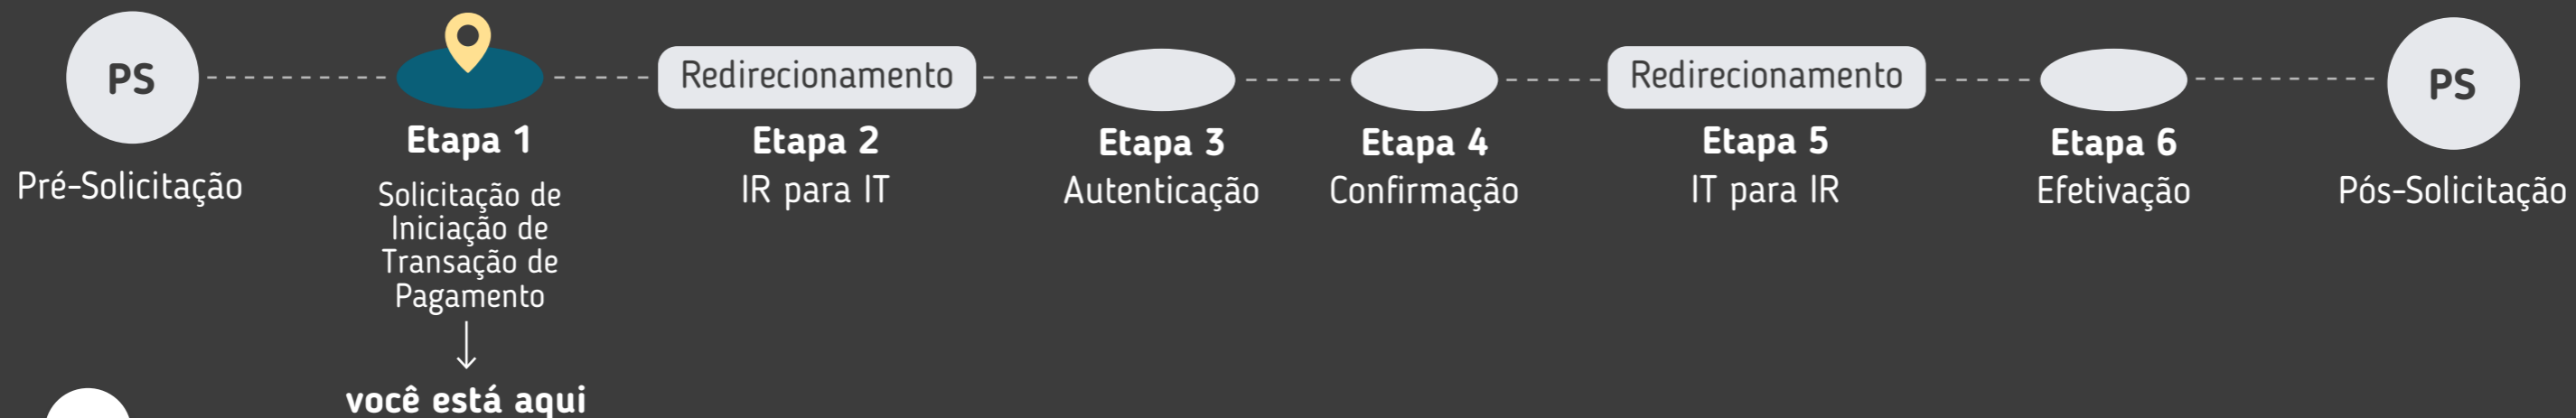 PS
Pré-Solicitação
Etapa 1
Solicitação de
Iniciação de
Transação de
Pagamento
você está aqui
Redirecionamento
Etapa 2
IR para IT
Etapa 3
Autenticação
Etapa 4
Confirmação
Redirecionamento
Etapa 5
IT para IR
Etapa 6
Efetivação
PS
Pós-Solicitação